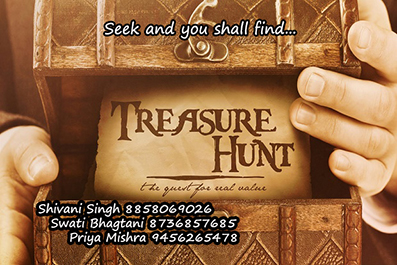 Seek and you shall find...
TREASURE
HUNT
the quest for real value
Shivani Singh 8858069026
Swati Bhagtani 8736857685
Priya Mishra 9456265478